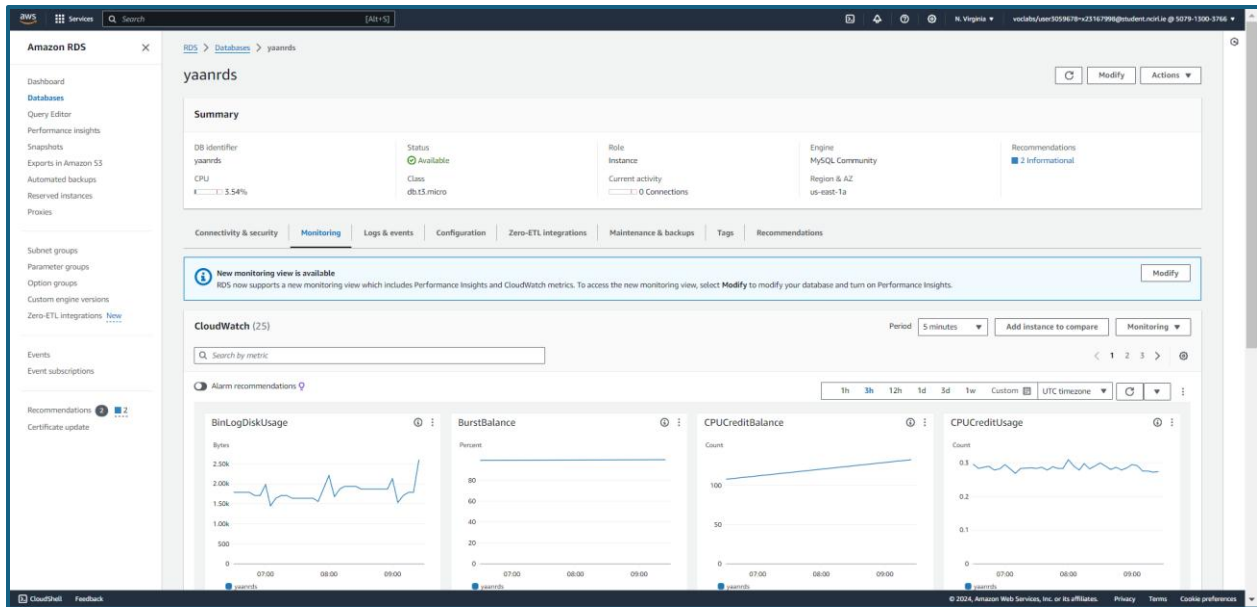 aws Services Search [Alt+S] N. Virginia voclabs/user3059678=x23167998@student.ncirl.ie @ 5079-1300-3766
Amazon RDS
Dashboard
Databases
Query Editor
Performance insights
Snapshots
Exports in Amazon S3
Automated backups
Reserved instances
Proxies
Subnet groups
Parameter groups
Option groups
Custom engine versions
Zero-ETL integrations New
Events
Event subscriptions
Recommendations 2 2
Certificate update
RDS > Databases > yaanrds
yaanrds
Modify Actions
Summary
DB identifier Status Role Engine Recommendations
yaanrds Available Instance MySQL Community 2 Informational
CPU Class Current activity Region & AZ
3.54% db.t3.micro 0 Connections us-east-1a
Connectivity & security Monitoring Logs & events Configuration Zero-ETL integrations Maintenance & backups Tags Recommendations
New monitoring view is available Modify
RDS now supports a new monitoring view which includes Performance Insights and CloudWatch metrics. To access the new monitoring view, select Modify to modify your database and turn on Performance Insights.
CloudWatch (25) Period 5 minutes Add instance to compare Monitoring
Search by metric < 1 2 3 >
Alarm recommendations 1h 3h 12h 1d 3d 1w Custom UTC timezone
BinLogDiskUsage
Bytes
2.50k
2.00k
1.50k
1.00k
500
0
07:00 08:00 09:00
yaanrds
BurstBalance
Percent
80
60
40
20
0
07:00 08:00 09:00
yaanrds
CPUCreditBalance
Count
100
50
0
07:00 08:00 09:00
yaanrds
CPUCreditUsage
Count
0.3
0.2
0.1
0
07:00 08:00 09:00
yaanrds
CloudShell Feedback © 2024, Amazon Web Services, Inc. or its affiliates. Privacy Terms Cookie preferences